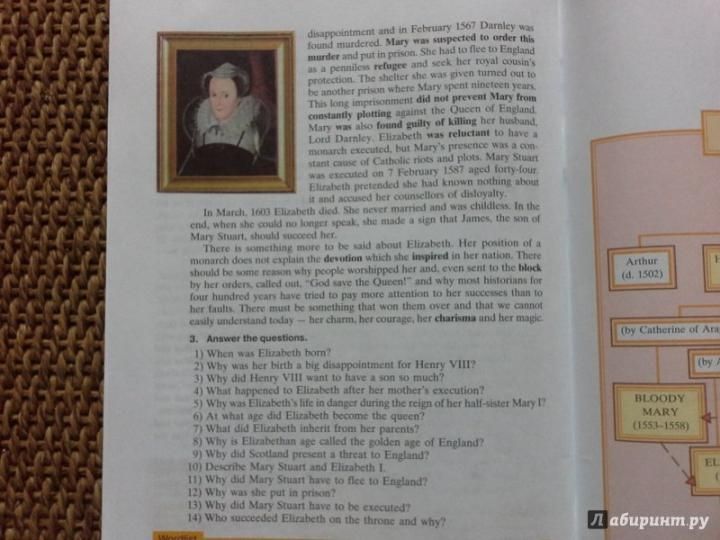 disappointment and in February 1567 Darnley was
found murdered. Mary was suspected to order this
murder and put in prison. She had to flee to England
as a penniless refugee and seek her royal cousin's
protection. The shelter she was given turned out to
be another prison where Mary spent nineteen years.
This long imprisonment did not prevent Mary from
constantly plotting against the Queen of England.
Mary was also found guilty of killing her husband,
Lord Darnley. Elizabeth was reluctant to have a
monarch executed, but Mary's presence was a con-
stant cause of Catholic riots and plots. Mary Stuart
was executed on 7 February 1587 aged forty-four.
Elizabeth pretended she had known nothing about
it and accused her counsellors of disloyalty.
In March, 1603 Elizabeth died. She never married and was childless. In the
end, when she could no longer speak, she made a sign that James, the son of
Mary Stuart, should succeed her.
There is something more to be said about Elizabeth. Her position of a
monarch does not explain the devotion which she inspired in her nation. There
should be some reason why people worshipped her and, even sent to the block
by her orders, called out, "God save the Queen!" and why most historians for
four hundred years have tried to pay more attention to her successes than to
her faults. There must be something that won them over and that we cannot
easily understand today — her charm, her courage, her charisma and her magic.
3. Answer the questions.
1) When was Elizabeth born?
2) Why was her birth a big disappointment for Henry VIII?
3) Why did Henry VIII want to have a son so much?
4) What happened to Elizabeth after her mother's execution?
5) Why was Elizabeth's life in danger during the reign of her half-sister Mary I?
6) At what age did Elizabeth become the queen?
7) What did Elizabeth inherit from her parents?
8) Why is Elizabethan age called the golden age of England?
9) Why did Scotland present a threat to England?
10) Describe Mary Stuart and Elizabeth I.
11) Why did Mary Stuart have to flee to England?
12) Why was she put in prison?
13) Why did Mary Stuart have to be executed?
14) Who succeeded Elizabeth on the throne and why?
Wordlist
Arthur
(d. 1502)
H
(by Catherine of Ara
(by A
BLOODY
MARY
(1553–1558)
EL
(
Лабиринт.ру